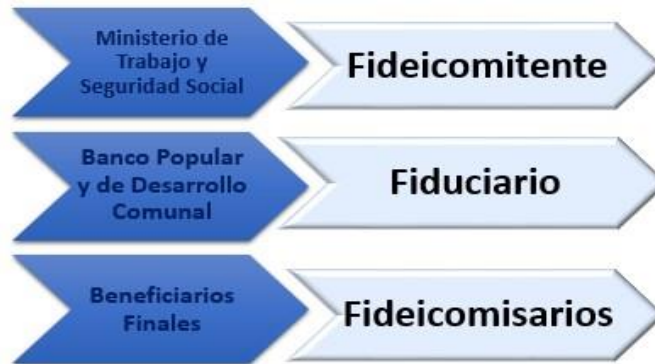 Ministerio de
Trabajo y
Seguridad Social
Fideicomitente
Banco Popular
y de Desarrollo
Comunal
Fiduciario
Beneficiarios
Finales
Fideicomisarios